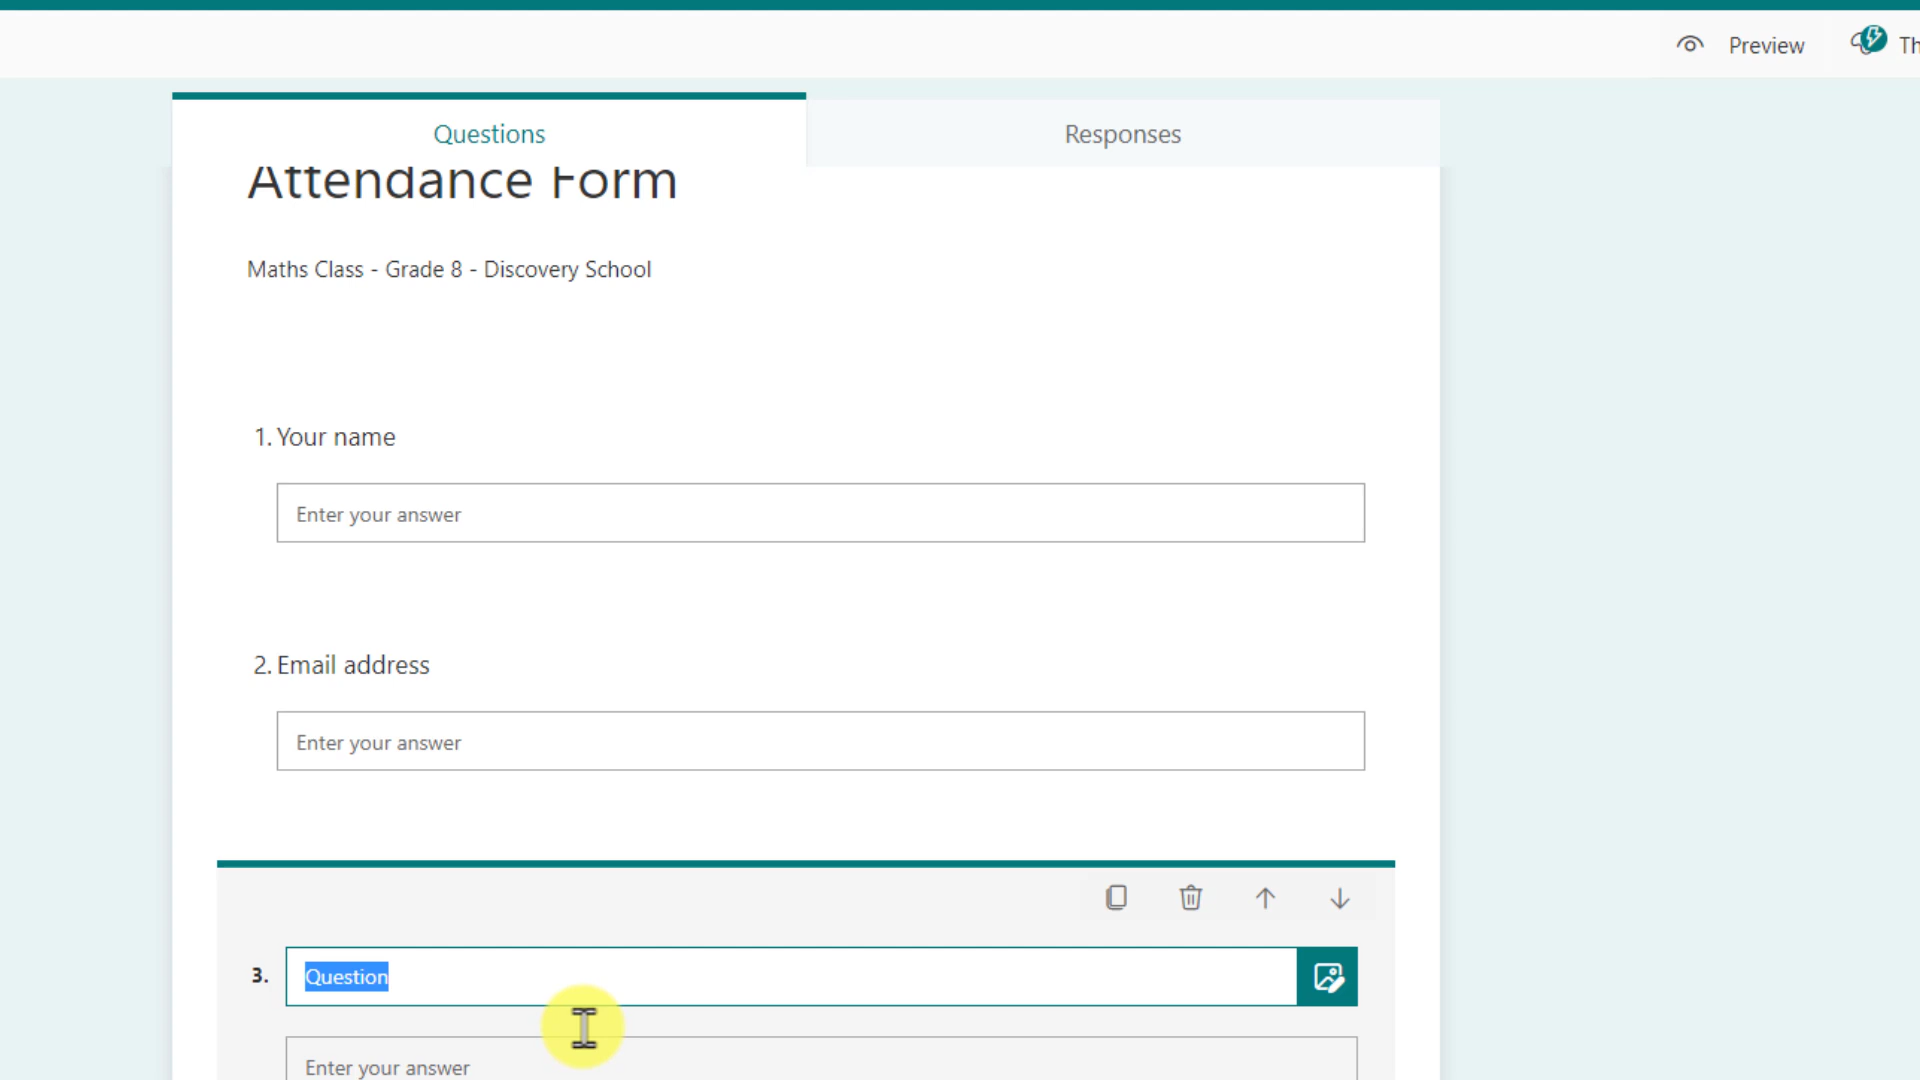 Preview
Questions
Responses
Attendance Form
Maths Class - Grade 8 - Discovery School
1. Your name
Enter your answer
2. Email address
Enter your answer
3. Question
Enter your answer